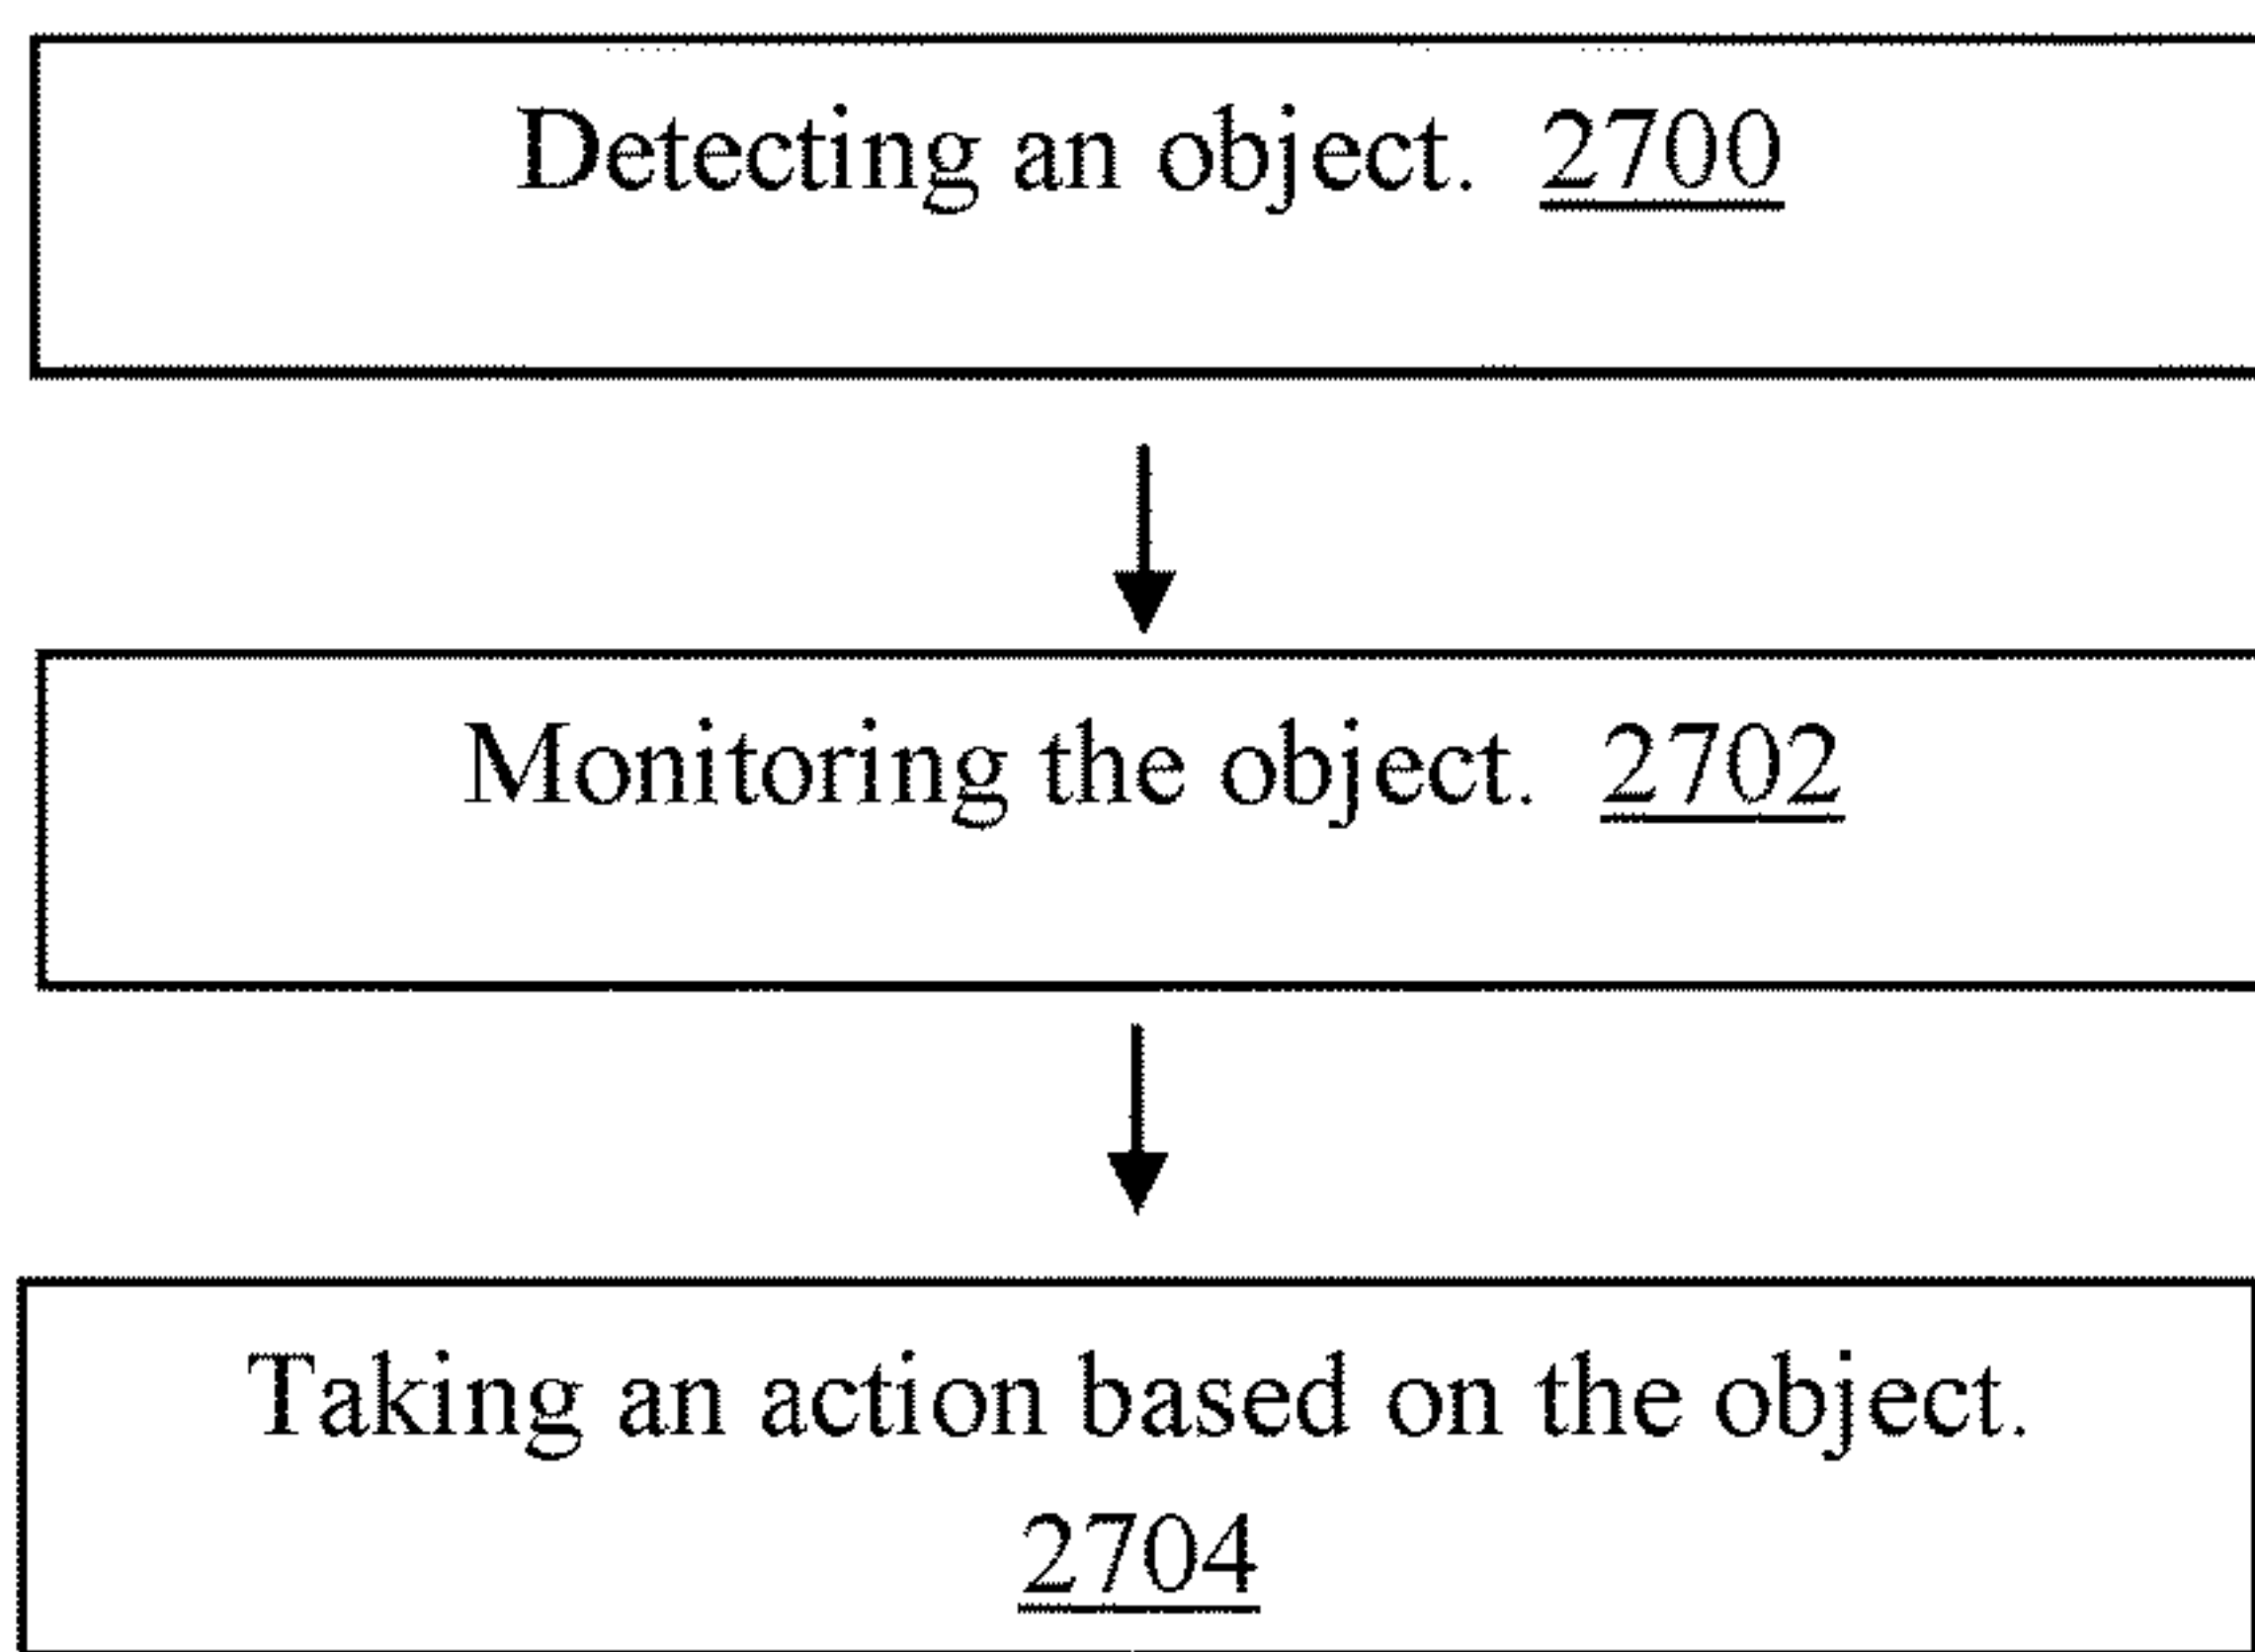 Detecting an object. 2700
Monitoring the object. 2702
Taking an action based on the object.
2704